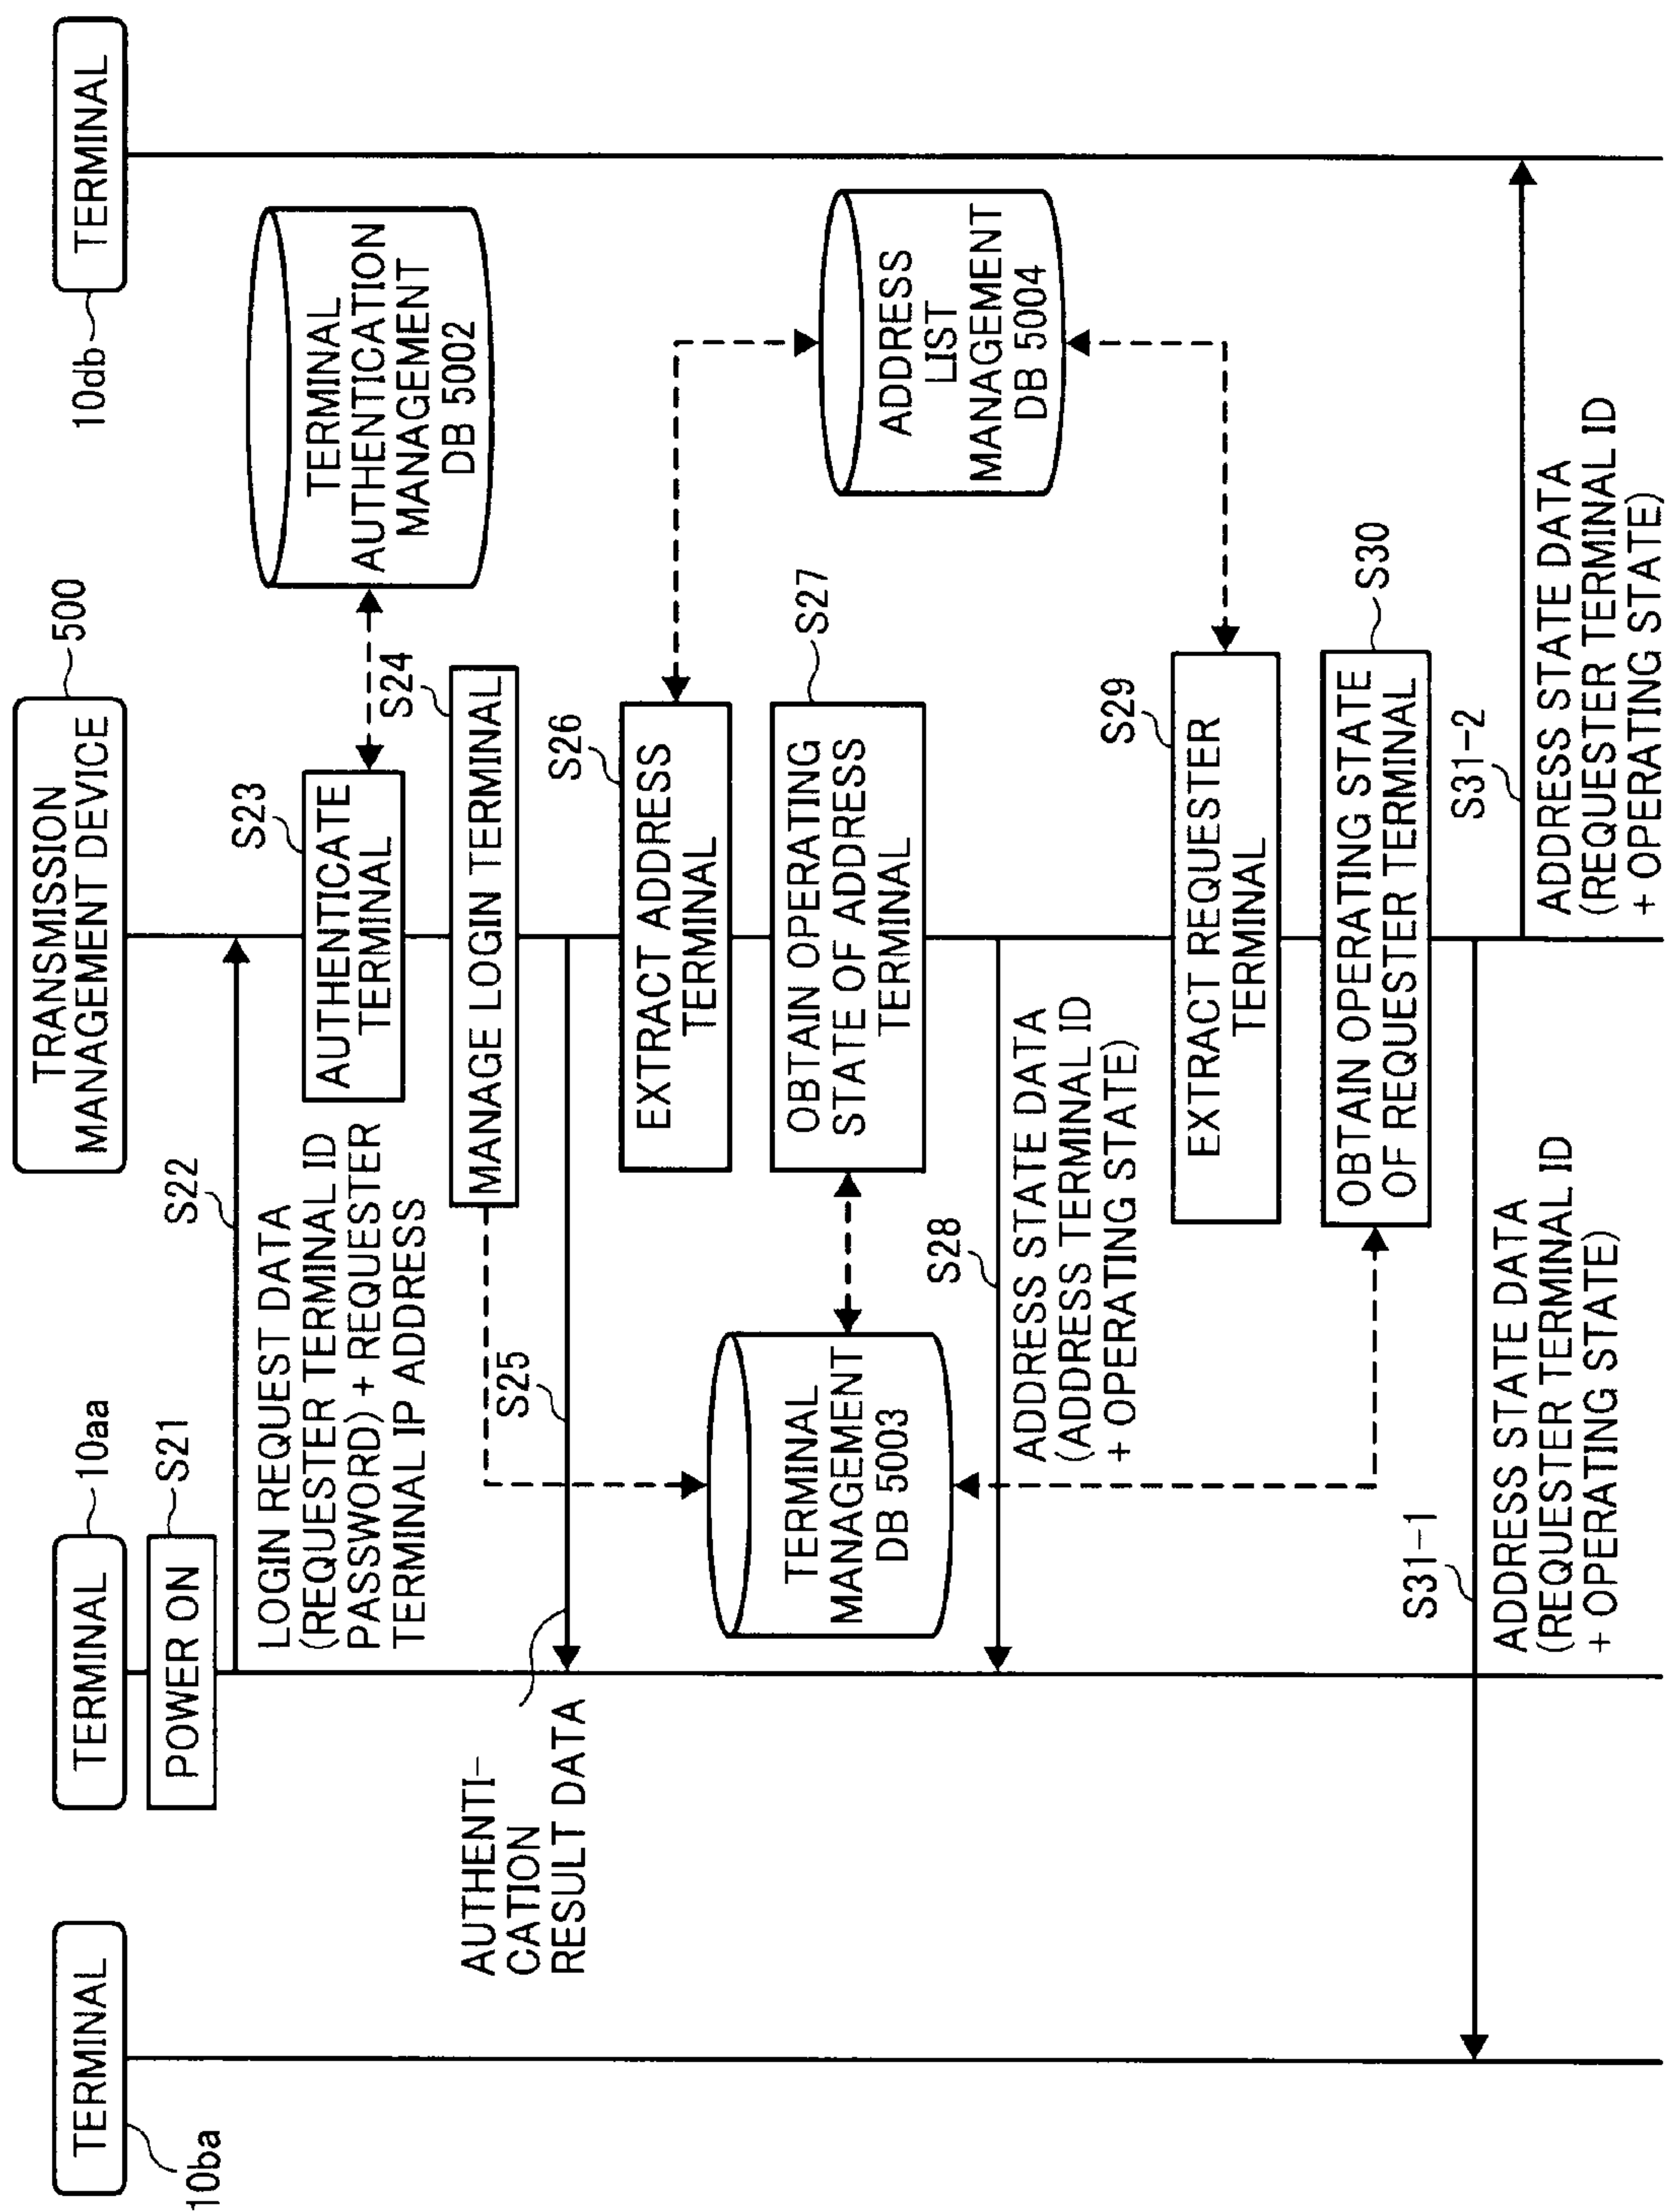 TERMINAL
10ba
TERMINAL
10aa
TRANSMISSION
MANAGEMENT DEVICE
500
TERMINAL
10db
POWER ON
S21
S22
LOGIN REQUEST DATA
(REQUESTER TERMINAL ID
PASSWORD) + REQUESTER
TERMINAL IP ADDRESS
AUTHENTICATE
TERMINAL
S23
TERMINAL
AUTHENTICATION
MANAGEMENT
DB 5002
MANAGE LOGIN TERMINAL
S24
S25
AUTHENTI-
CATION
RESULT DATA
EXTRACT ADDRESS
TERMINAL
S26
OBTAIN OPERATING
STATE OF ADDRESS
TERMINAL
S27
TERMINAL
MANAGEMENT
DB 5003
ADDRESS
LIST
MANAGEMENT
DB 5004
S28
ADDRESS STATE DATA
(ADDRESS TERMINAL ID
+ OPERATING STATE)
EXTRACT REQUESTER
TERMINAL
S29
OBTAIN OPERATING STATE
OF REQUESTER TERMINAL
S30
S31-1
ADDRESS STATE DATA
(REQUESTER TERMINAL ID
+ OPERATING STATE)
S31-2
ADDRESS STATE DATA
(REQUESTER TERMINAL ID
+ OPERATING STATE)